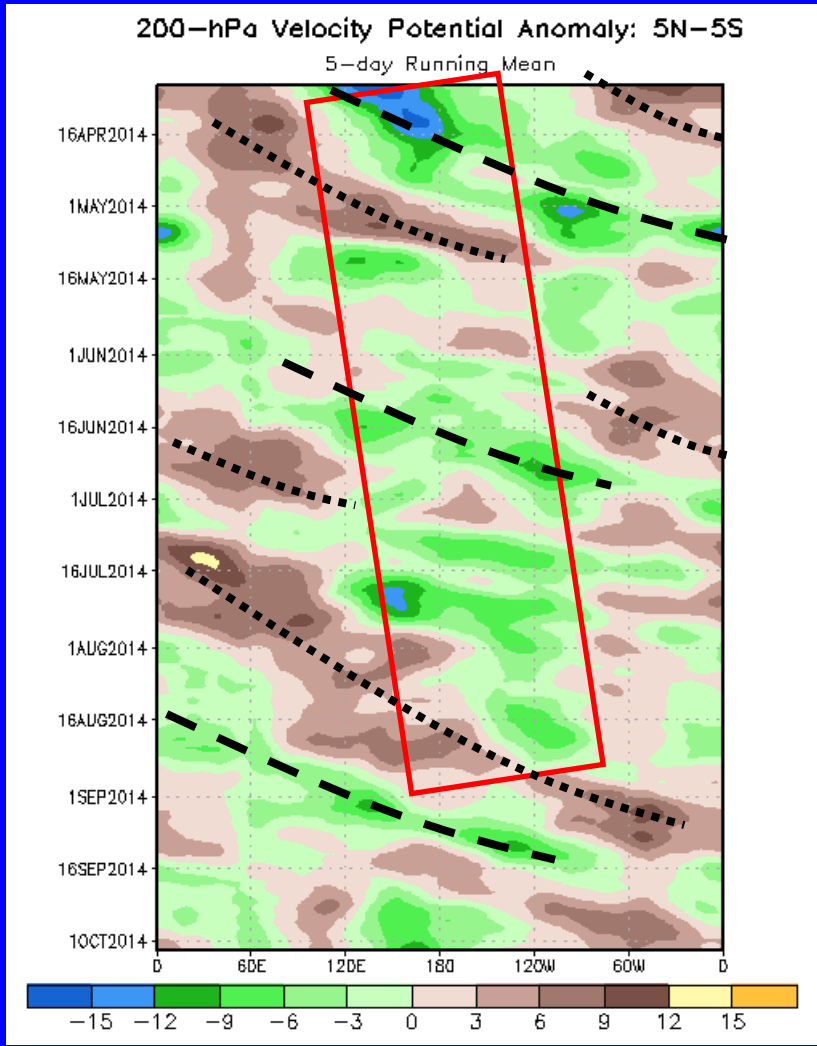 200-hPa Velocity Potential Anomaly: 5N-5S
5-day Running Mean
16APR2014
1MAY2014
16MAY2014
1JUN2014
16JUN2014
1JUL2014
16JUL2014
1AUG2014
16AUG2014
1SEP2014
16SEP2014
10CT2014
0 60E 120E 180 120W 60W 0
-15 -12 -9 -6 -3 0 3 6 9 12 15